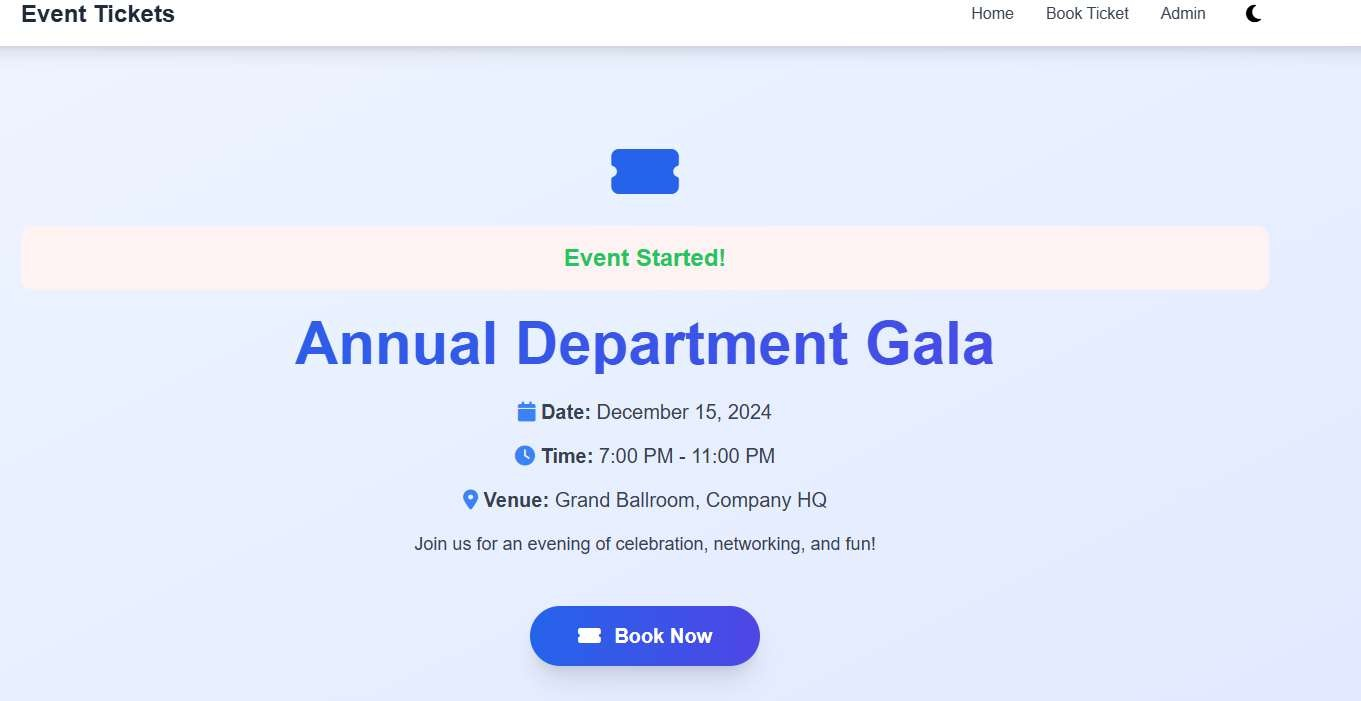 Event Tickets
Home Book Ticket Admin
Event Started!
Annual Department Gala
Date: December 15, 2024
Time: 7:00 PM - 11:00 PM
Venue: Grand Ballroom, Company HQ
Join us for an evening of celebration, networking, and fun!
Book Now